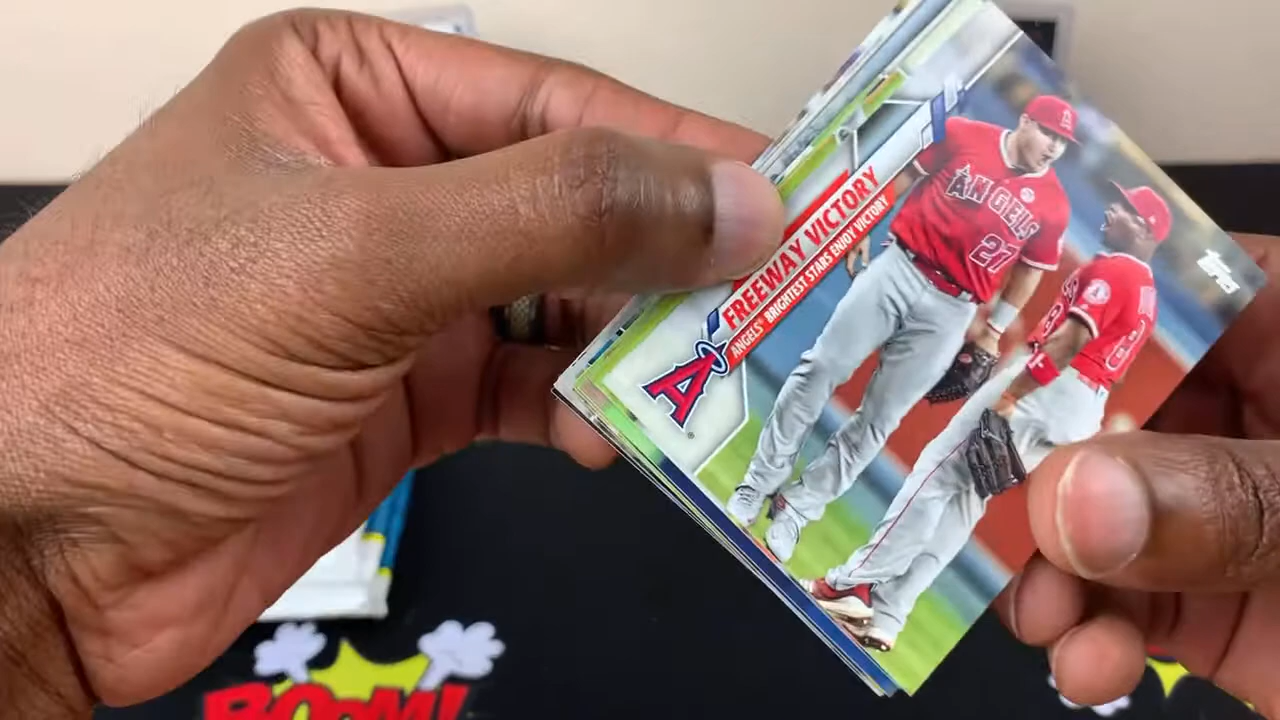 FREEWAY VICTORY
ANGELS® BRIGHTEST STARS ENJOY VICTORY
A
ANGELS
27
Topps
BOOM!